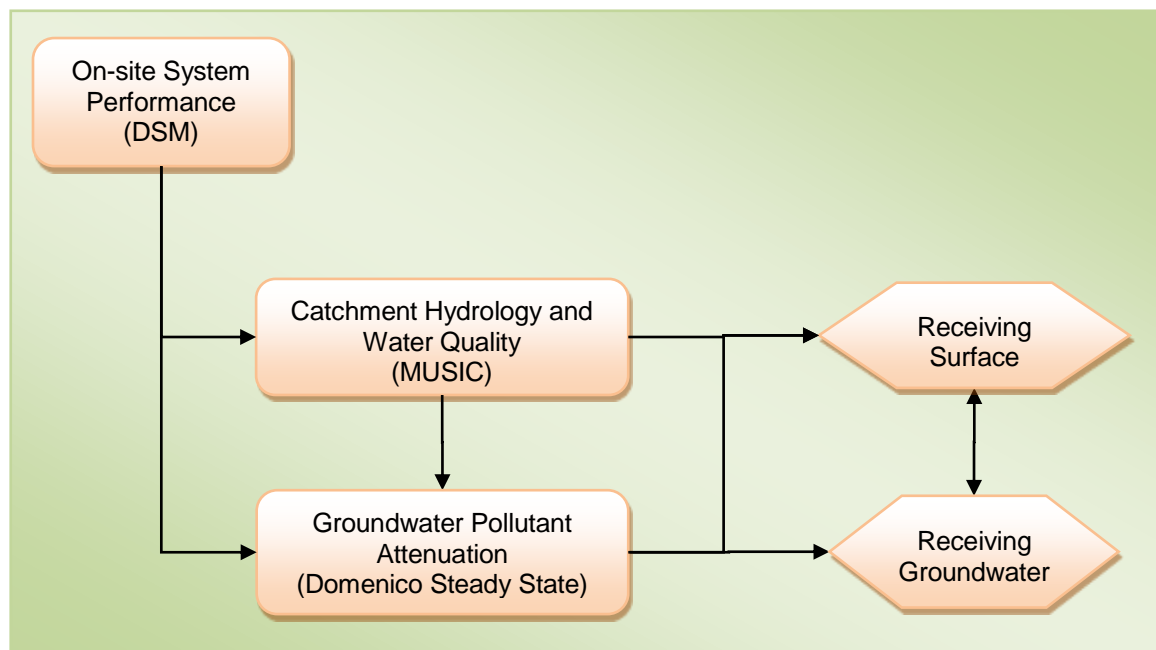 On-site System
Performance
(DSM)
Catchment Hydrology and
Water Quality
(MUSIC)
Receiving
Surface
Groundwater Pollutant
Attenuation
(Domenico Steady State)
Receiving
Groundwater